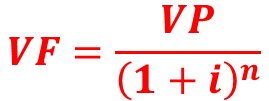 VF = VP / (1 + i)^n